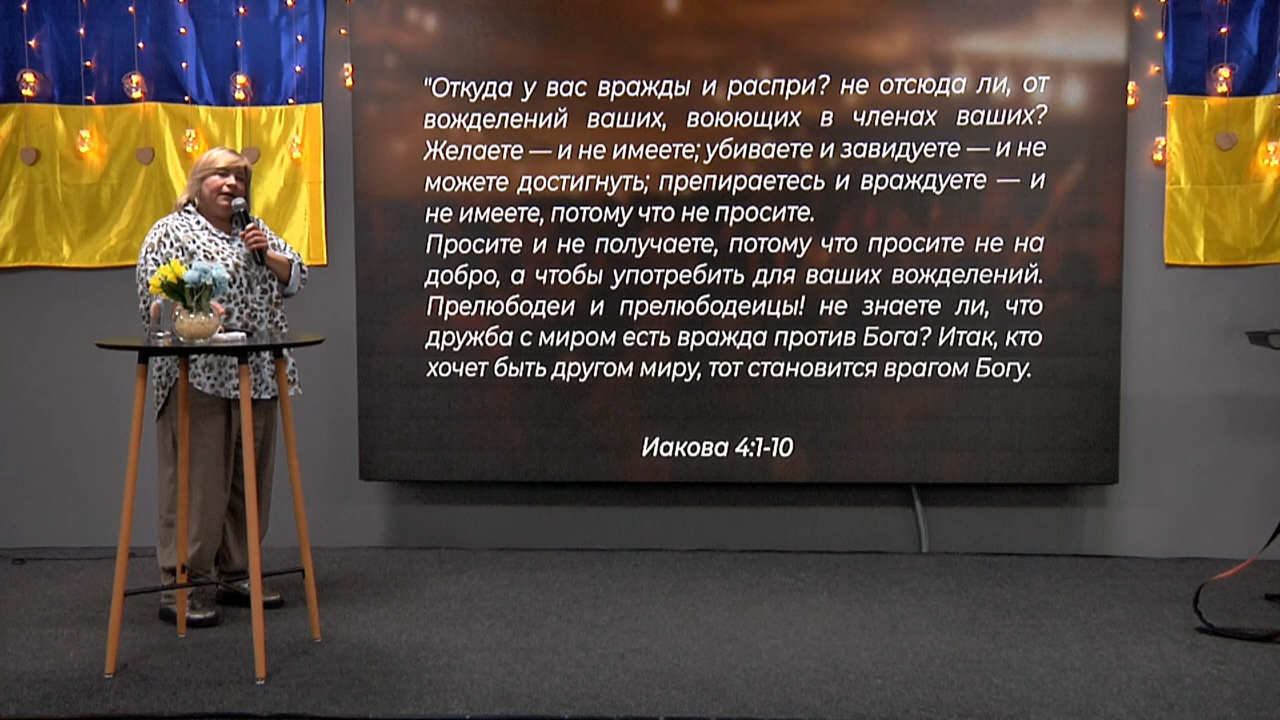 "Откуда у вас вражды и распри? не отсюда ли, от
вожделений ваших, воюющих в членах ваших?
Желаете — и не имеете; убиваете и завидуете — и не
можете достигнуть; препираетесь и враждуете — и
не имеете, потому что не просите.
Просите и не получаете, потому что просите не на
добро, а чтобы употребить для ваших вожделений.
Прелюбодеи и прелюбодеицы! не знаете ли, что
дружба с миром есть вражда против Бога? Итак, кто
хочет быть другом миру, тот становится врагом Богу.
Иакова 4:1-10